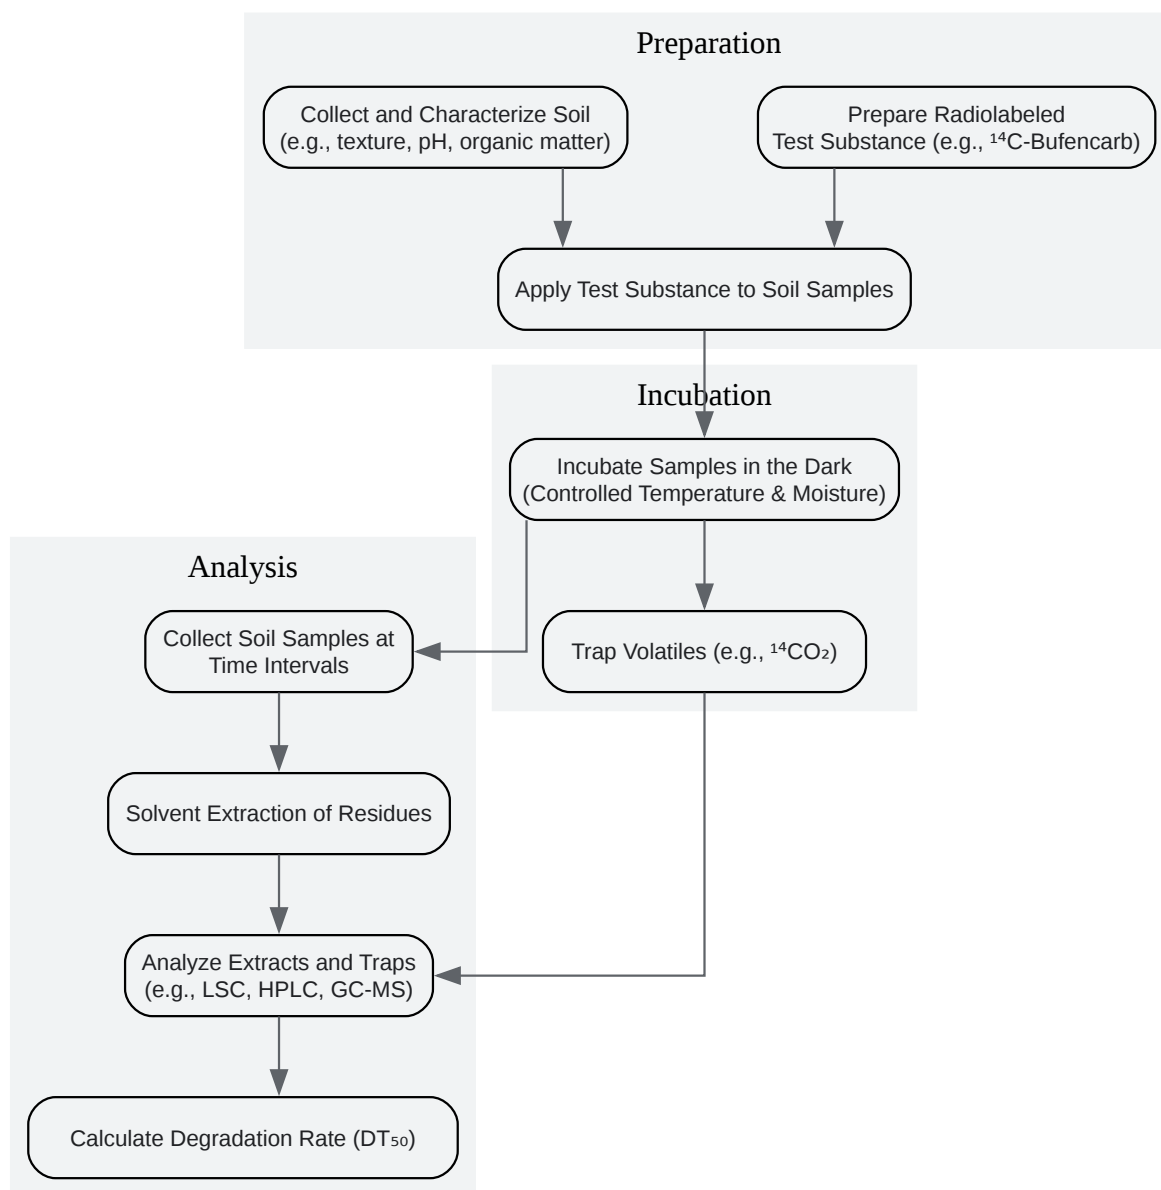 Preparation
Collect and Characterize Soil
(e.g., texture, pH, organic matter)
Prepare Radiolabeled
Test Substance (e.g., ¹⁴C-Bufencarb)
Apply Test Substance to Soil Samples
Incubation
Incubate Samples in the Dark
(Controlled Temperature & Moisture)
Trap Volatiles (e.g., ¹⁴CO₂)
Analysis
Collect Soil Samples at
Time Intervals
Solvent Extraction of Residues
Analyze Extracts and Traps
(e.g., LSC, HPLC, GC-MS)
Calculate Degradation Rate (DT₅₀)